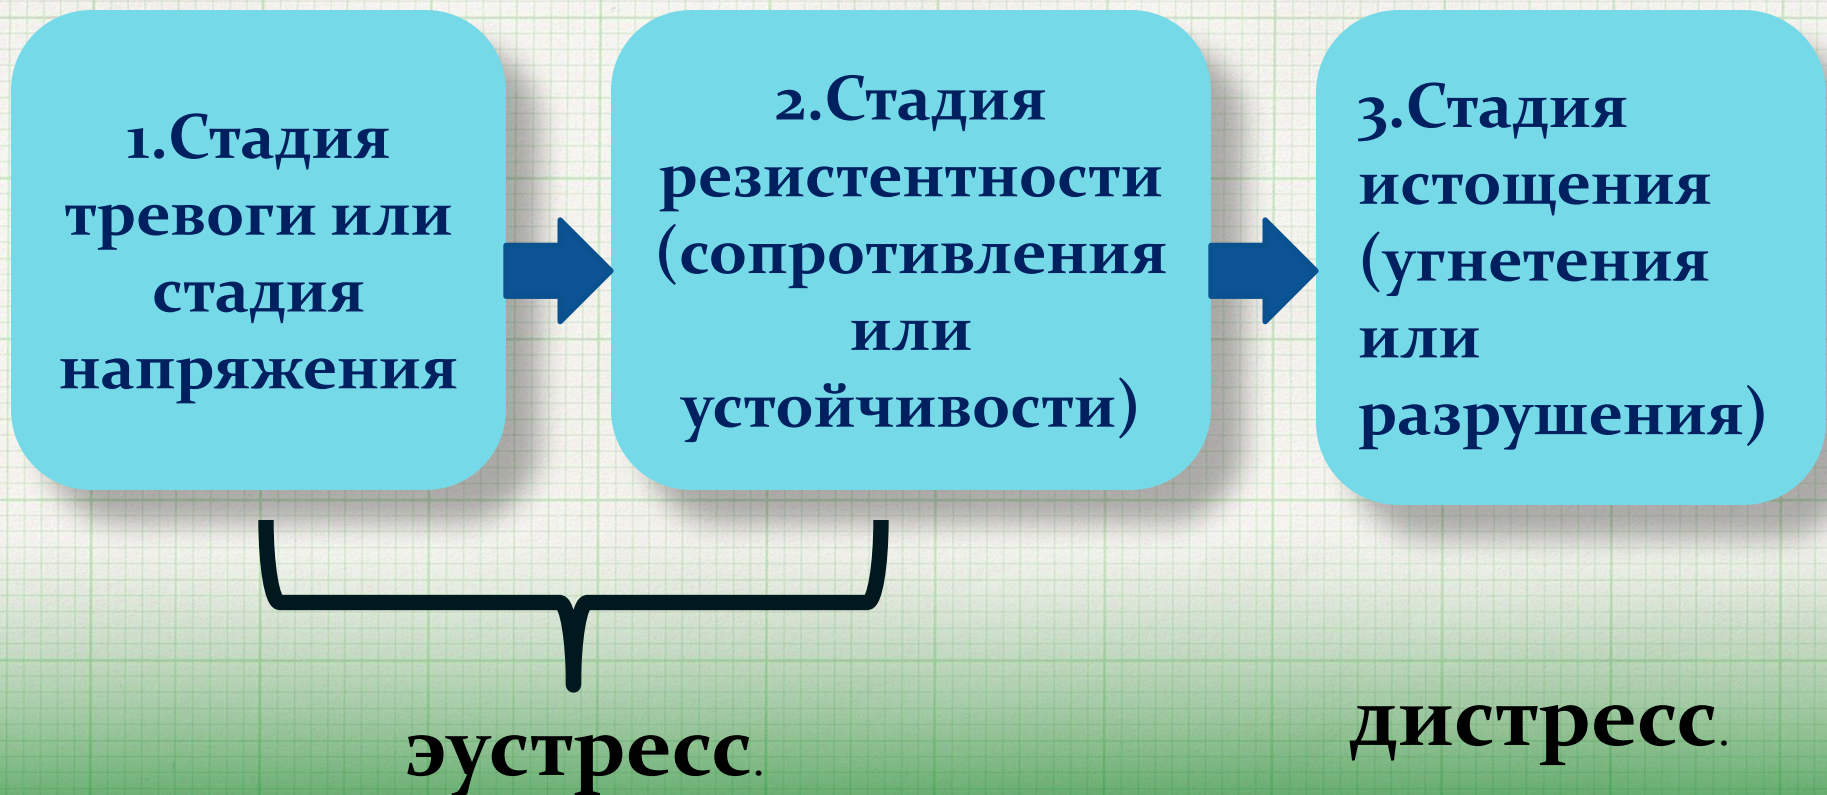 1.Стадия
тревоги или
стадия
напряжения
2.Стадия
резистентности
(сопротивления
или
устойчивости)
3.Стадия
истощения
(угнетения
или
разрушения)
эустресс.
дистресс.